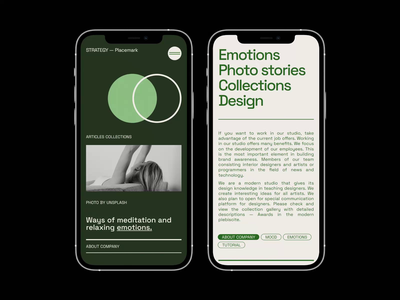 STRATEGY — Placemark
ARTICLES COLLECTIONS
PHOTO BY UNSPLASH
Ways of meditation and
relaxing emotions.
ABOUT COMPANY
Emotions
Photo stories
Collections
Design
If you want to work in our studio, take
advantage of the current job offers. Working
in our studio offers many benefits. We focus
on the development of our employees. This
is the most important element in building
brand awareness. Members of our team
consisting interior designers and artists or
programmers in the field of news and
technology.
We are a modern studio that gives its
design knowledge in teaching designers. We
create interesting ideas for all artists. We
also plan to open for special communication
platform for designers. Please check and
view the collection gallery with detailed
descriptions — Awards in the modern
ABOUT COMPANY
MOOD
EMOTIONS
TUTORIAL